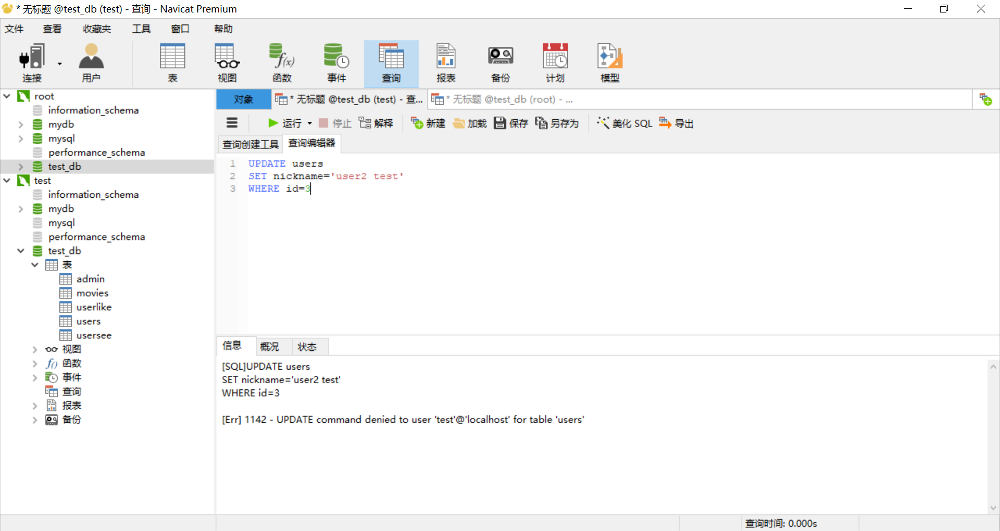 * 无标题 @test_db (test) - 查询 - Navicat Premium
文件 查看 收藏夹 工具 窗口 帮助
连接 用户 表 视图 函数 事件 查询 报表 备份 计划 模型
root
information_schema
mydb
mysql
performance_schema
test_db
test
information_schema
mydb
mysql
performance_schema
test_db
表
admin
movies
userlike
users
usersee
视图
函数
事件
查询
报表
备份
对象 * 无标题 @test_db (test) - 查... * 无标题 @test_db (root) - ...
运行 停止 解释 新建 加载 保存 另存为 美化 SQL 导出
查询创建工具 查询编辑器
1 UPDATE users
2 SET nickname='user2 test'
3 WHERE id=3
信息 概况 状态
[SQL]UPDATE users
SET nickname='user2 test'
WHERE id=3
[Err] 1142 - UPDATE command denied to user 'test'@'localhost' for table 'users'
查询时间: 0.000s